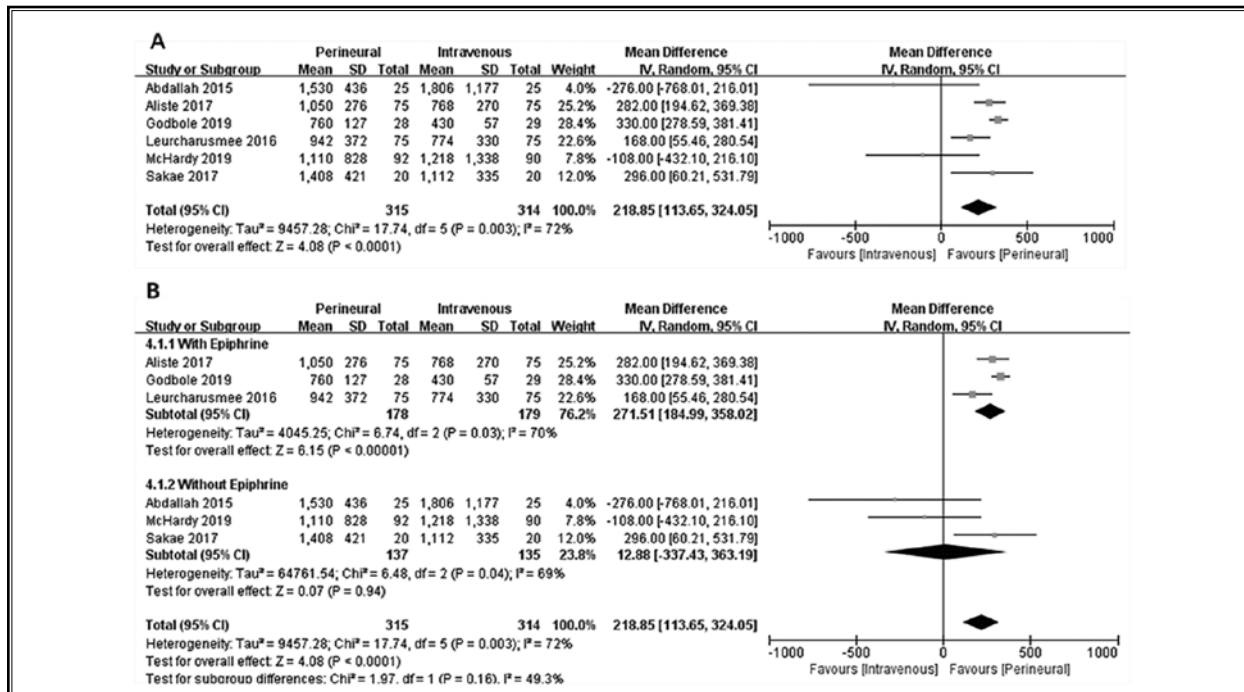 A
Perineural Intravenous Mean Difference Mean Difference
Study or Subgroup Mean SD Total Mean SD Total Weight IV, Random, 95% CI IV, Random, 95% CI
Abdallah 2015 1,530 436 25 1,806 1,177 25 4.0% -276.00 [-768.01, 216.01]
Aliste 2017 1,050 276 75 768 270 75 25.2% 282.00 [194.62, 369.38]
Godbole 2019 760 127 28 430 57 29 28.4% 330.00 [278.59, 381.41]
Leurcharusmee 2016 942 372 75 774 330 75 22.6% 168.00 [55.46, 280.54]
McHardy 2019 1,110 828 92 1,218 1,338 90 7.8% -108.00 [-432.10, 216.10]
Sakae 2017 1,408 421 20 1,112 335 20 12.0% 296.00 [60.21, 531.79]
Total (95% CI) 315 314 100.0% 218.85 [113.65, 324.05]
Heterogeneity: Tau² = 9457.28; Chi² = 17.74, df = 5 (P = 0.003); I² = 72%
Test for overall effect: Z = 4.08 (P < 0.0001)
-1000 -500 0 500 1000
Favours [Intravenous] Favours [Perineural]
B
Perineural Intravenous Mean Difference Mean Difference
Study or Subgroup Mean SD Total Mean SD Total Weight IV, Random, 95% CI IV, Random, 95% CI
4.1.1 With Epiphrine
Aliste 2017 1,050 276 75 768 270 75 25.2% 282.00 [194.62, 369.38]
Godbole 2019 760 127 28 430 57 29 28.4% 330.00 [278.59, 381.41]
Leurcharusmee 2016 942 372 75 774 330 75 22.6% 168.00 [55.46, 280.54]
Subtotal (95% CI) 178 179 76.2% 271.51 [184.99, 358.02]
Heterogeneity: Tau² = 4045.25; Chi² = 6.74, df = 2 (P = 0.03); I² = 70%
Test for overall effect: Z = 6.15 (P < 0.00001)
4.1.2 Without Epiphrine
Abdallah 2015 1,530 436 25 1,806 1,177 25 4.0% -276.00 [-768.01, 216.01]
McHardy 2019 1,110 828 92 1,218 1,338 90 7.8% -108.00 [-432.10, 216.10]
Sakae 2017 1,408 421 20 1,112 335 20 12.0% 296.00 [60.21, 531.79]
Subtotal (95% CI) 137 135 23.8% 12.88 [-337.43, 363.19]
Heterogeneity: Tau² = 64761.54; Chi² = 6.48, df = 2 (P = 0.04); I² = 69%
Test for overall effect: Z = 0.07 (P = 0.94)
Total (95% CI) 315 314 100.0% 218.85 [113.65, 324.05]
Heterogeneity: Tau² = 9457.28; Chi² = 17.74, df = 5 (P = 0.003); I² = 72%
Test for overall effect: Z = 4.08 (P < 0.0001)
Test for subgroup differences: Chi² = 1.97, df = 1 (P = 0.16), I² = 49.3%
-1000 -500 0 500 1000
Favours [Intravenous] Favours [Perineural]